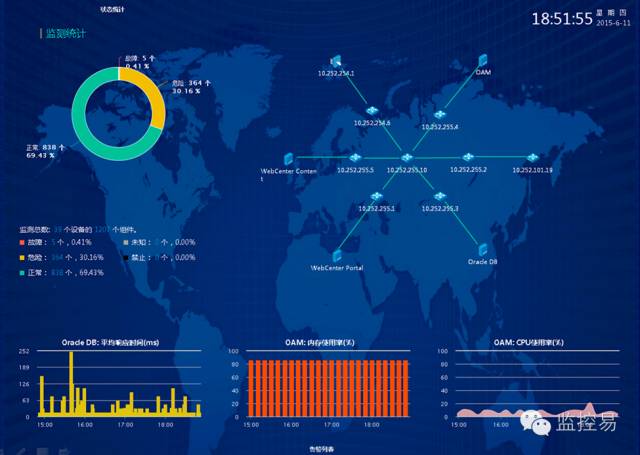 状态统计
18:51:55
星期四
2015-6-11
监测统计
故障: 5 个
0.41 %
危险: 364 个
30.16 %
正常: 838 个
69.43 %
10.252.254.1
OAM
10.252.254.6
10.252.255.4
WebCenter Conten
t
10.252.255.5
10.252.255.10
10.252.255.2
10.252.101.19
10.252.255.1
10.252.255.3
WebCenter Portal
Oracle DB
监测总数: 39 个设备的 1207 个组件。
故障: 5 个, 0.41%
未知: 0 个, 0.00%
危险: 364 个, 30.16%
禁止: 0 个, 0.00%
正常: 838 个, 69.43%
Oracle DB: 平均响应时间(ms)
252
189
126
63
0
15:00
16:00
17:00
18:00
OAM: 内存使用率(%)
100
80
60
40
20
0
15:00
16:00
17:00
18:00
OAM: CPU使用率(%)
100
80
60
40
20
0
15:00
16:00
17:00
监控易
告警列表